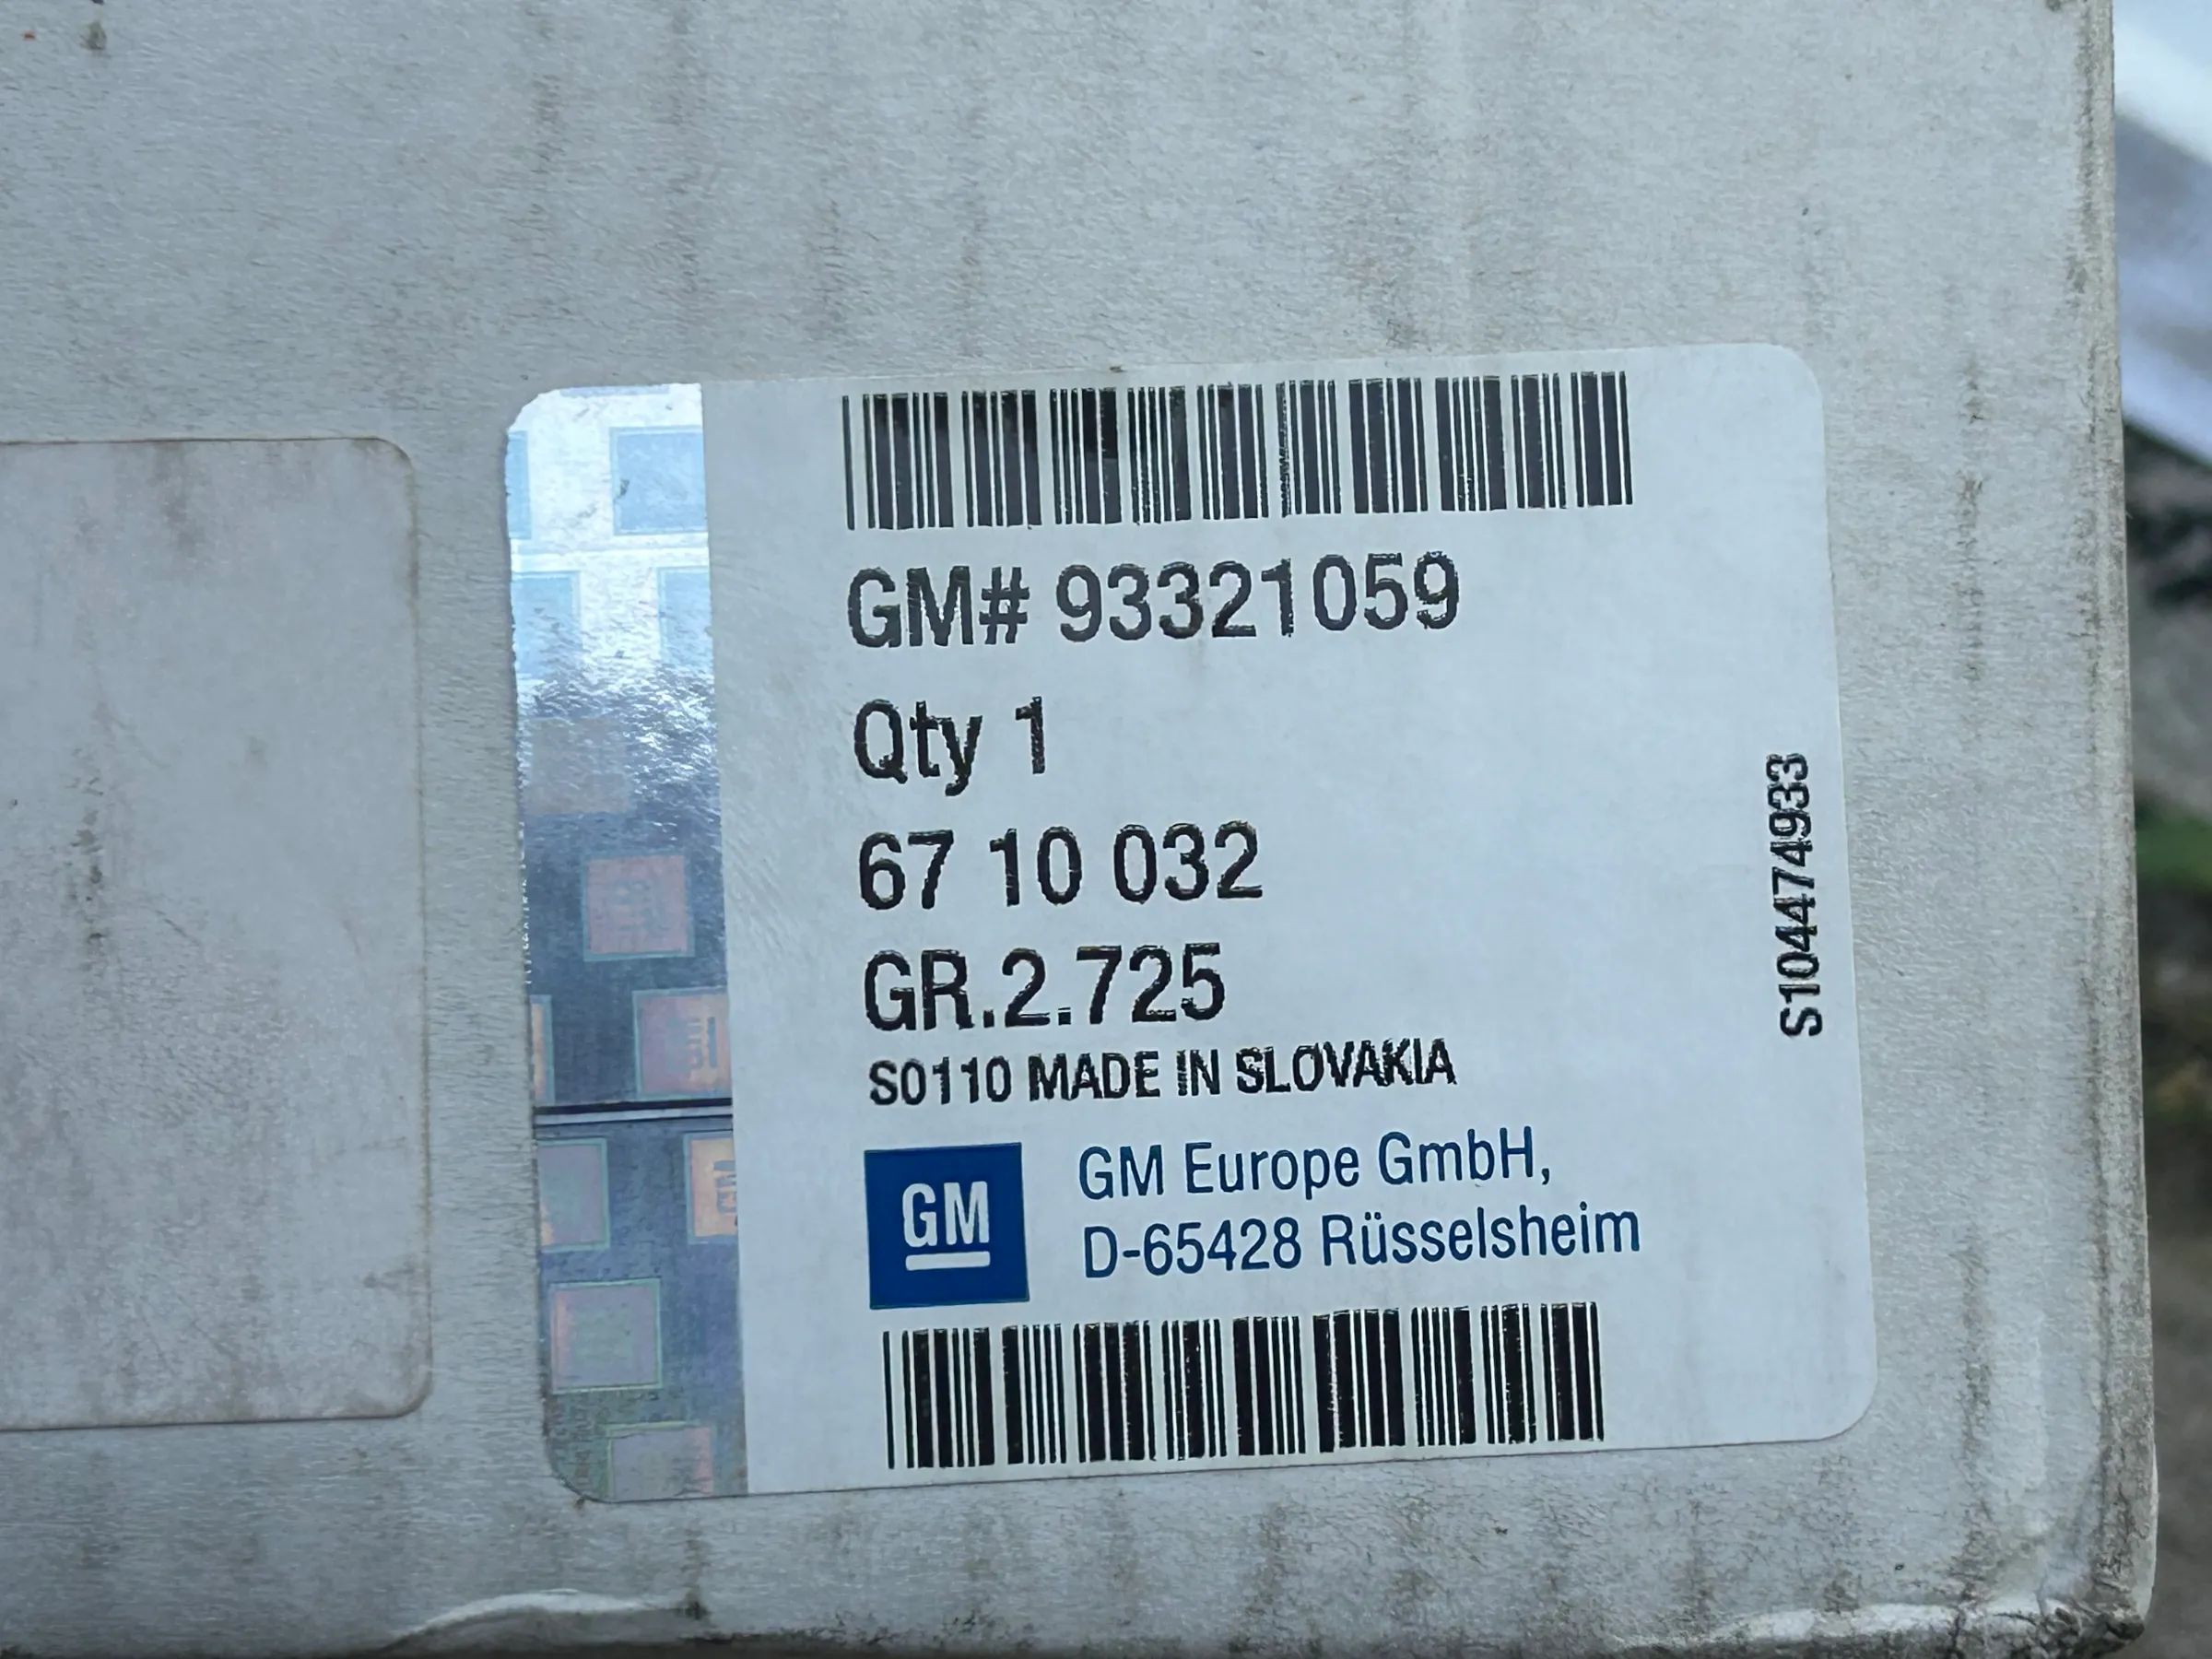 GM# 93321059
Qty 1
67 10 032
GR.2.725
S0110 MADE IN SLOVAKIA
GM
GM Europe GmbH,
D-65428 Rüsselsheim
S104474933